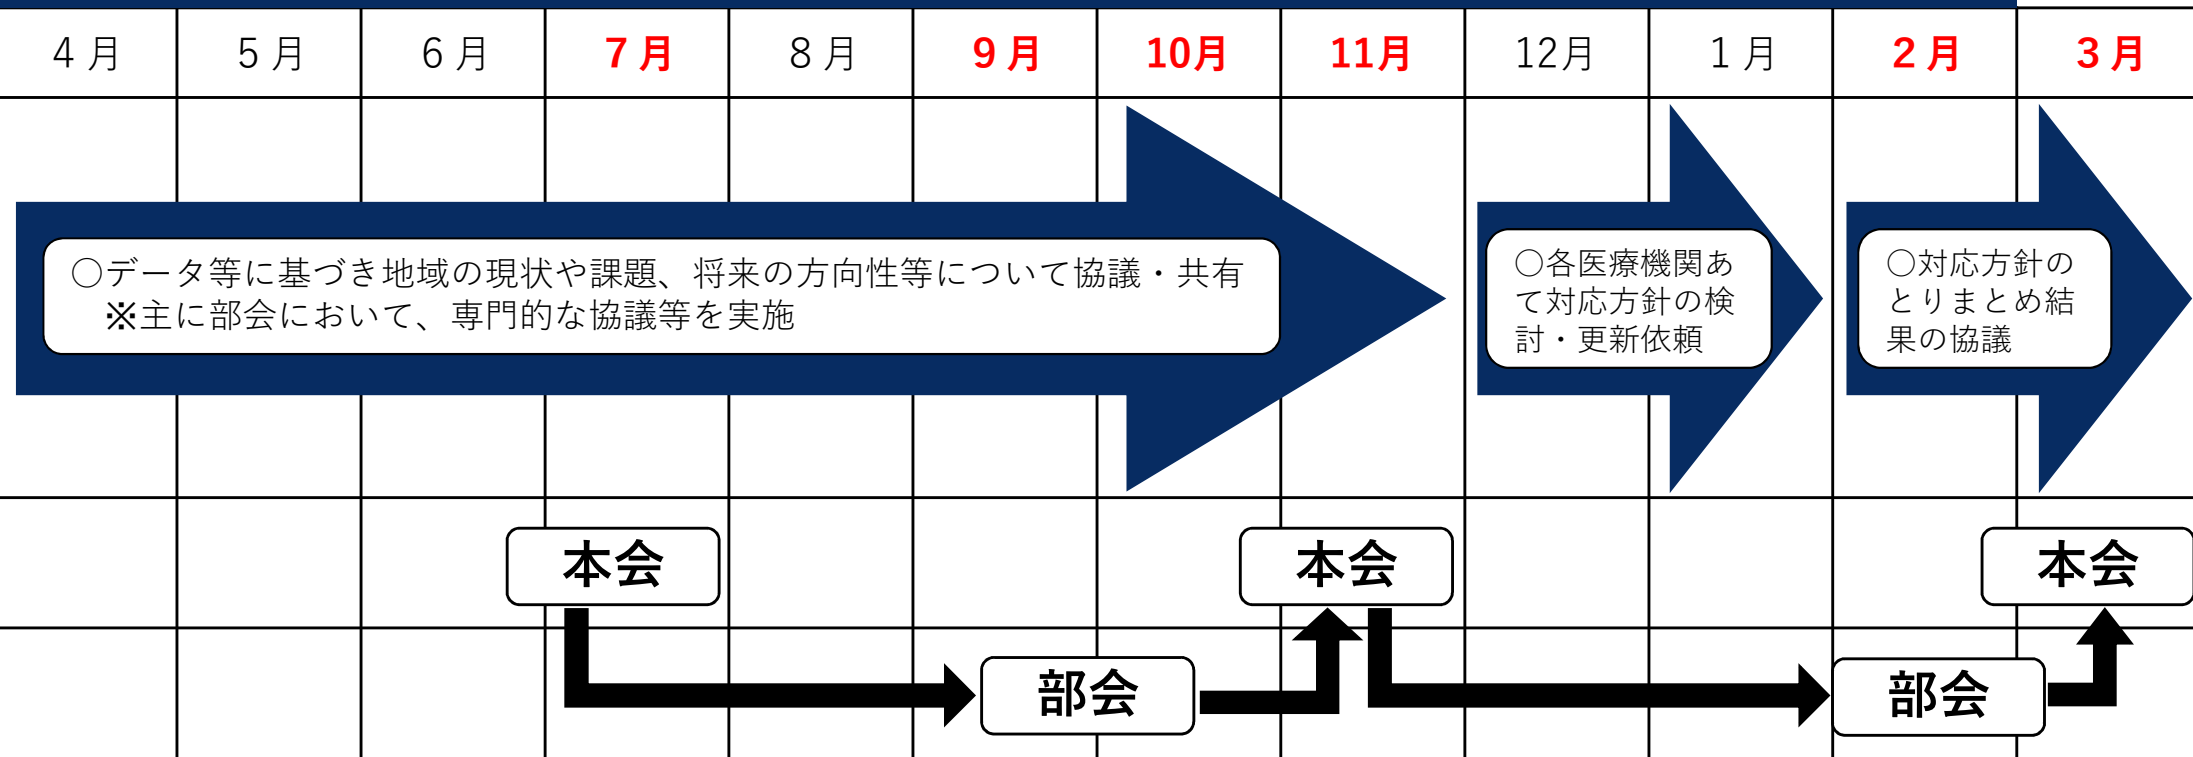 4月 5月 6月 7月 8月 9月 10月 11月 12月 1月 2月 3月
○データ等に基づき地域の現状や課題、将来の方向性等について協議・共有
※主に部会において、専門的な協議等を実施
○各医療機関あ
て対応方針の検
討・更新依頼
○対応方針の
とりまとめ結
果の協議
本会 本会 本会
部会 部会